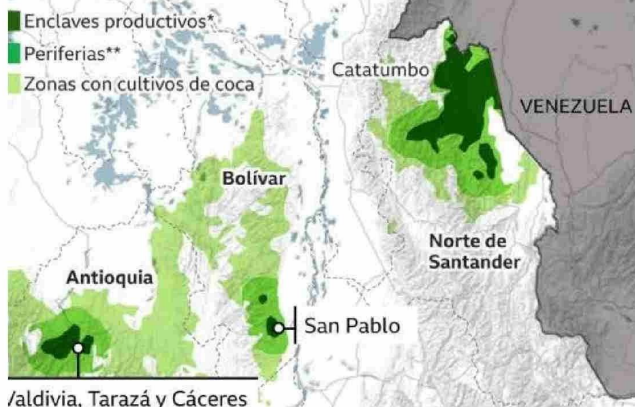 Enclaves productivos*
Periferias**
Zonas con cultivos de coca
Catatumbo
VENEZUELA
Bolívar
Norte de
Santander
Antioquia
San Pablo
Valdivia, Tarazá y Cáceres